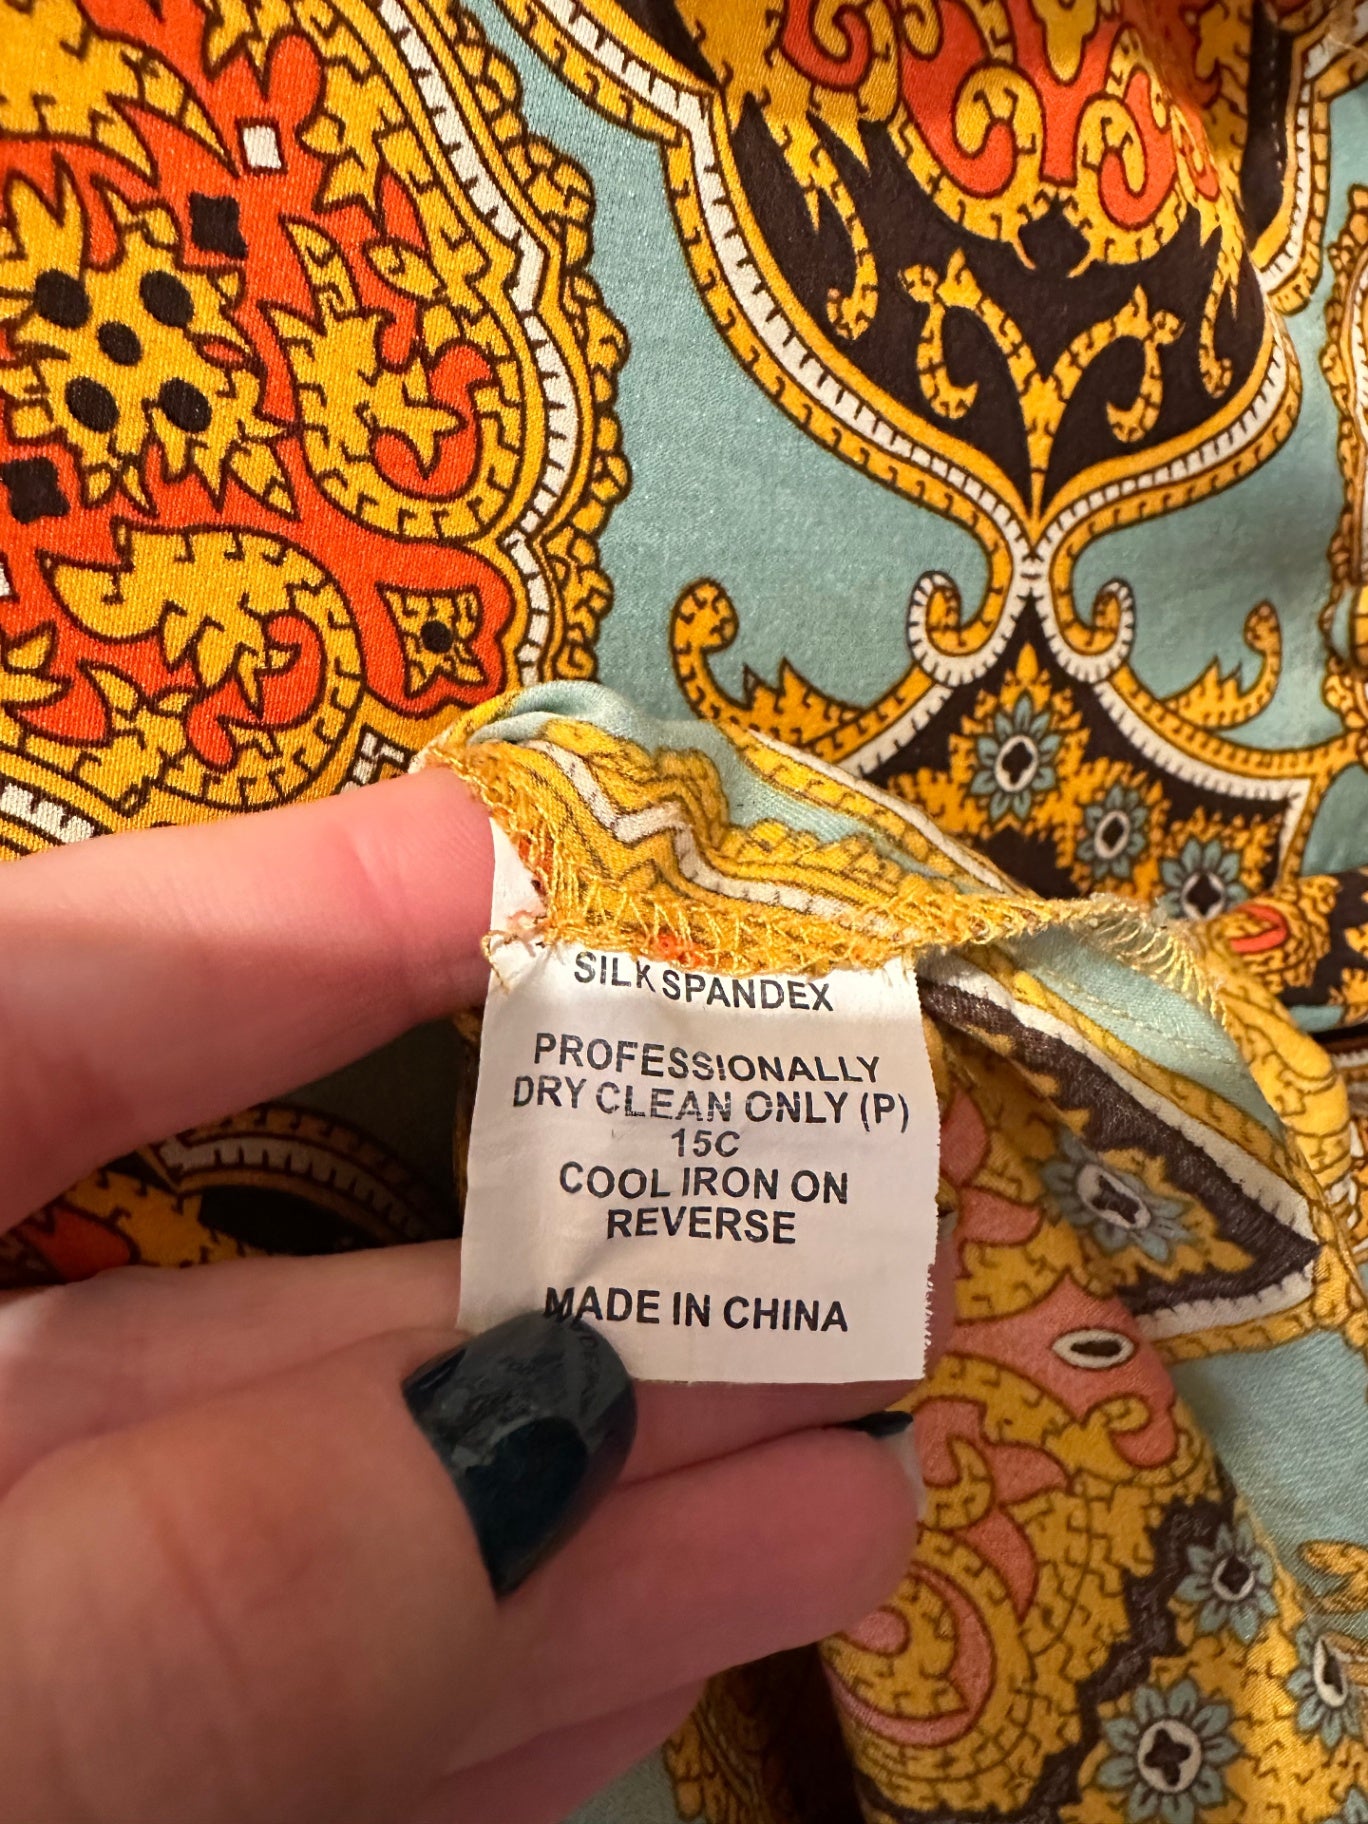 SILK SPANDEX
PROFESSIONALLY
DRY CLEAN ONLY (P)
15C
COOL IRON ON
REVERSE
MADE IN CHINA